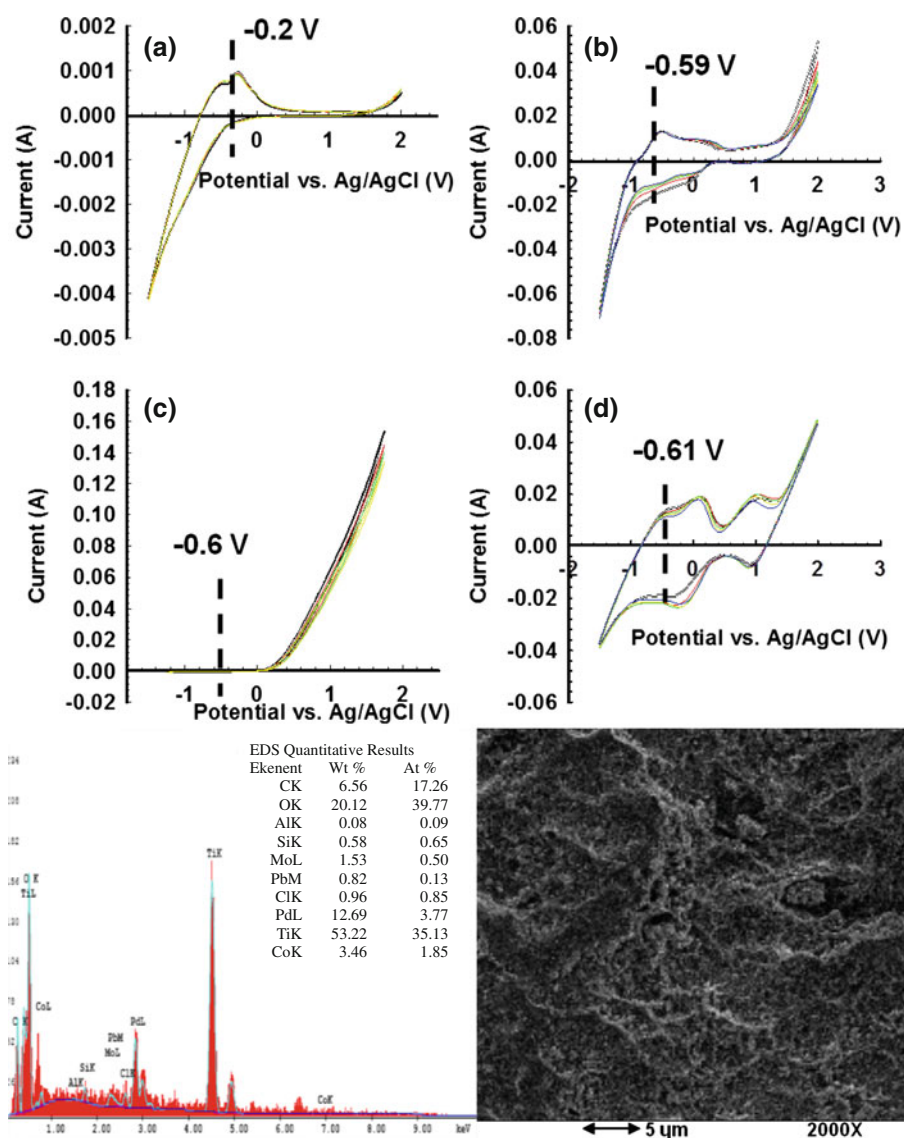 (a)
-0.2 V
0.002
0.001
0.001
0.000
-0.001
-0.002
-0.003
-0.004
-0.005
-1 0 1 2
Current (A)
Potential vs. Ag/AgCl (V)
(b)
-0.59 V
0.06
0.04
0.02
0.00
-0.02
-0.04
-0.06
-0.08
-2 -1 0 1 2 3
Current (A)
Potential vs. Ag/AgCl (V)
(c)
-0.6 V
0.18
0.16
0.14
0.12
0.10
0.08
0.06
0.04
0.02
0.00
-0.02
-1 0 1 2
Current (A)
Potential vs. Ag/AgCl (V)
(d)
-0.61 V
0.06
0.04
0.02
0.00
-0.02
-0.04
-0.06
-2 -1 0 1 2 3
Current (A)
Potential vs. Ag/AgCl (V)
EDS Quantitative Results
Ekenent Wt % At %
CK 6.56 17.26
OK 20.12 39.77
AlK 0.08 0.09
SiK 0.58 0.65
MoL 1.53 0.50
PbM 0.82 0.13
ClK 0.96 0.85
PdL 12.69 3.77
TiK 53.22 35.13
CoK 3.46 1.85
TiK
TiL
CoL
PdL
PbM
MoL
SiK
ClK
AlK
CoK
1.00 2.00 3.00 4.00 5.00 6.00 7.00 8.00 9.00 keV
5 µm 2000X